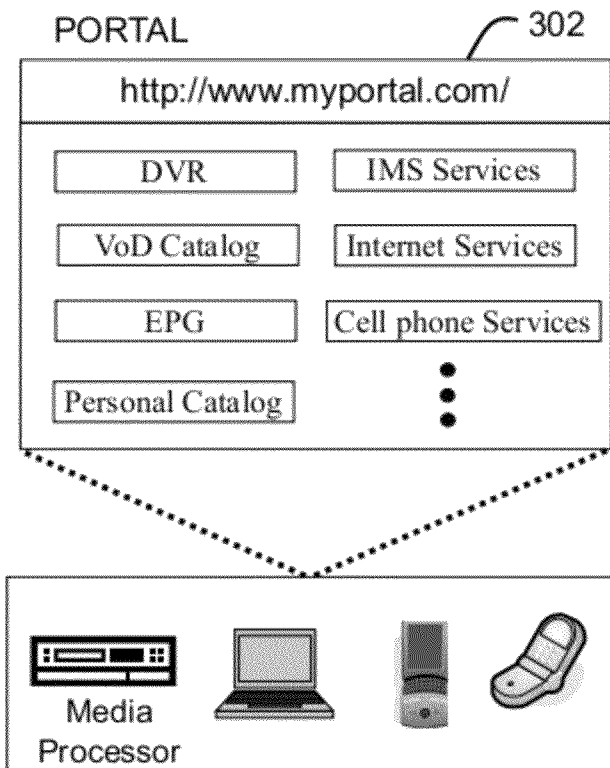 PORTAL
302
http://www.myportal.com/
DVR
IMS Services
VoD Catalog
Internet Services
EPG
Cell phone Services
Personal Catalog
Media
Processor